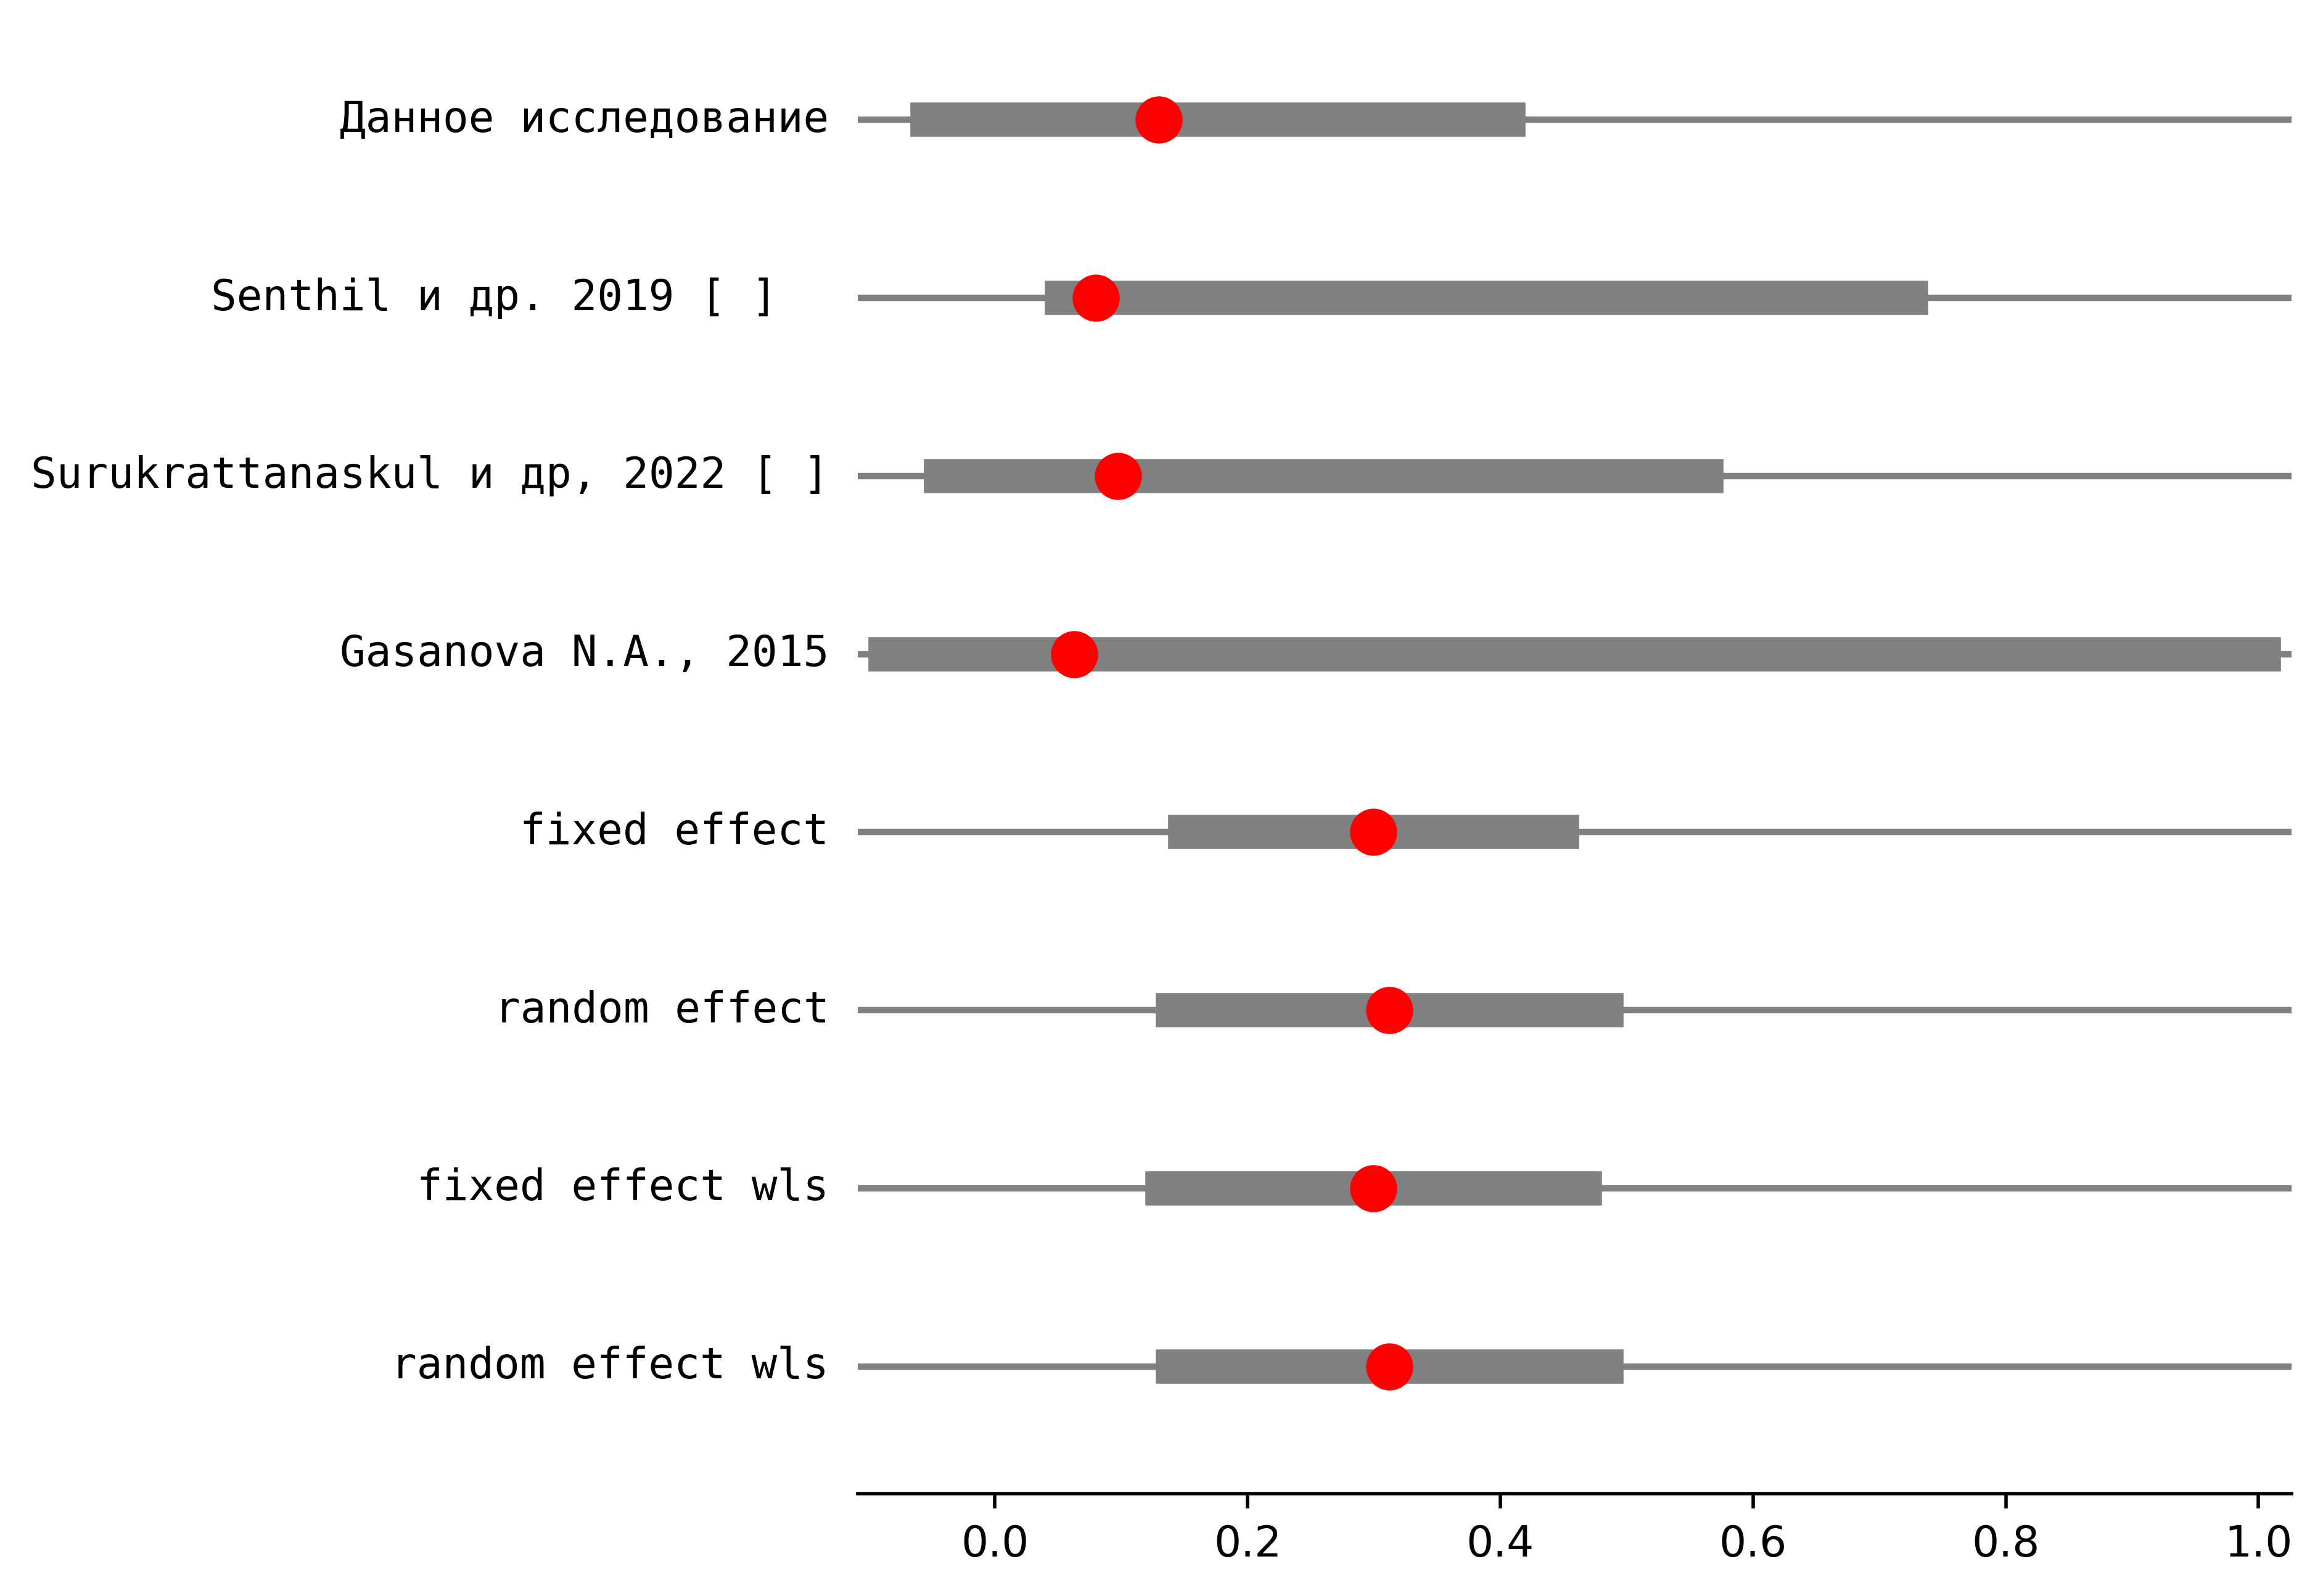 Данное исследование
Senthil и др. 2019 [ ]
Surukrattanaskul и др, 2022 [ ]
Gasanova N.A., 2015
fixed effect
random effect
fixed effect wls
random effect wls
0.0 0.2 0.4 0.6 0.8 1.0